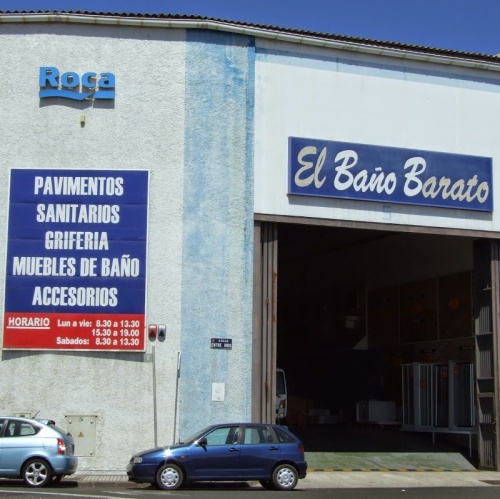 Roca
El Baño Barato
PAVIMENTOS
SANITARIOS
GRIFERIA
MUEBLES DE BAÑO
ACCESORIOS
HORARIO Lun a vie: 8.30 a 13.30
15.30 a 19.00
Sabados: 8.30 a 13.30